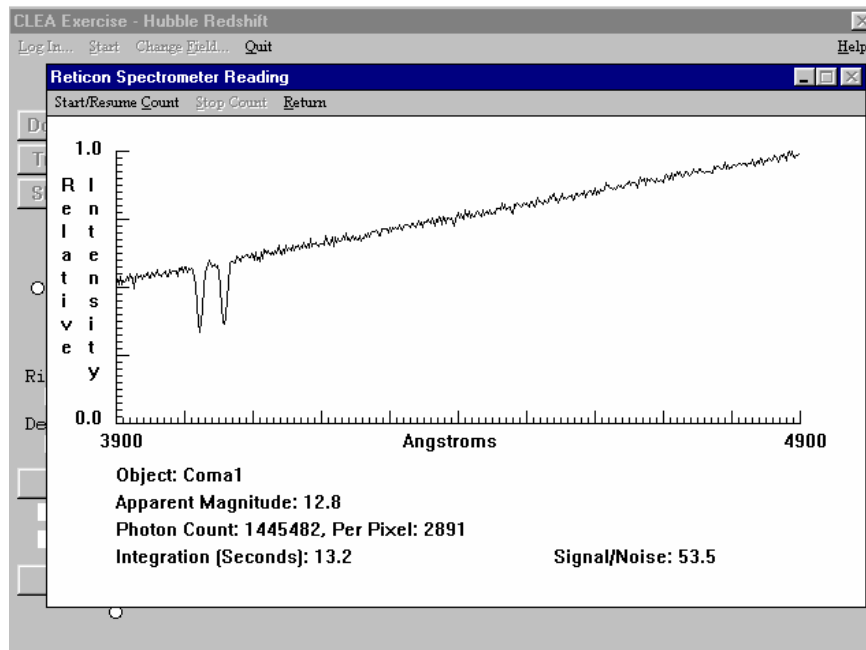 CLEA Exercise - Hubble Redshift
Log In... Start Change Field... Quit Help
Reticon Spectrometer Reading
Start/Resume Count Stop Count Return
1.0
Relative
Intensity
0.0
3900 Angstroms 4900
Object: Coma1
Apparent Magnitude: 12.8
Photon Count: 1445482, Per Pixel: 2891
Integration (Seconds): 13.2 Signal/Noise: 53.5
Ri
De